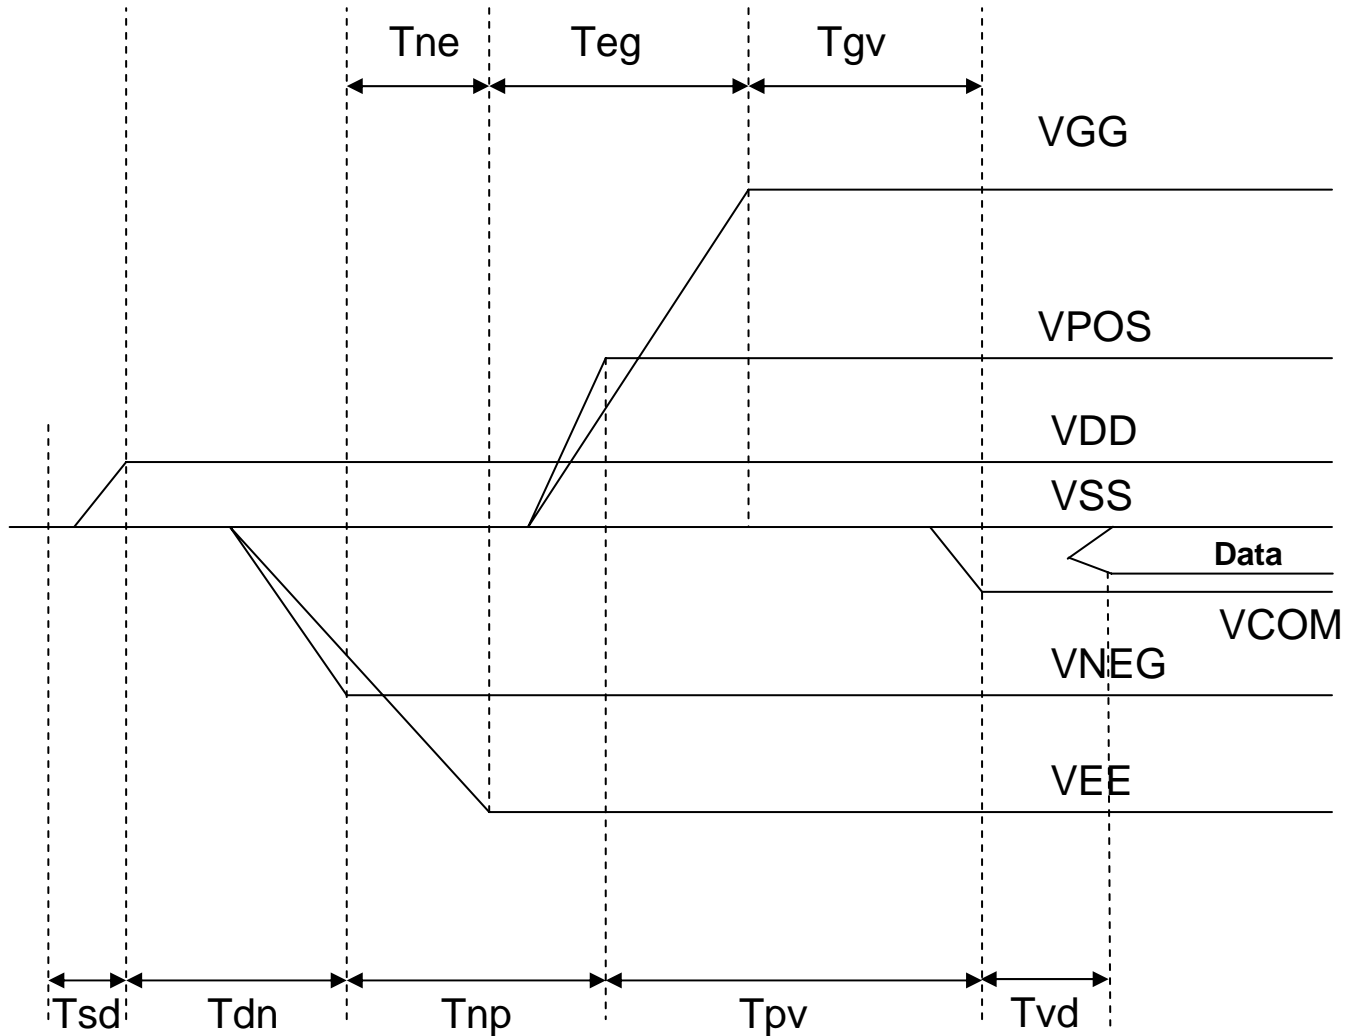 Tne Teg Tgv
VGG
VPOS
VDD
VSS
Data
VCOM
VNEG
VEE
Tsd Tdn Tnp Tpv Tvd